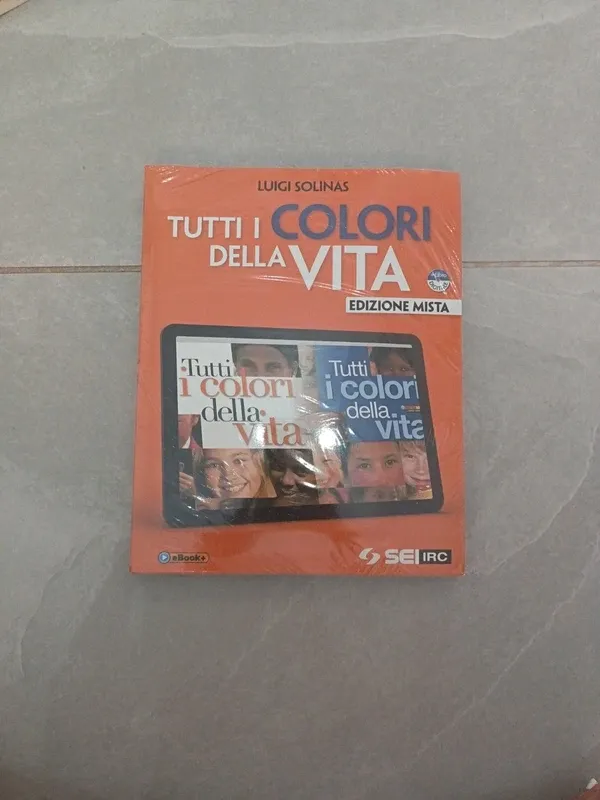 LUIGI SOLINAS
TUTTI I COLORI
DELLA VITA
EDIZIONE MISTA
Tutti
i colori
della
vita
Tutti
i colori
della
vita
eBook+
SEI IRC